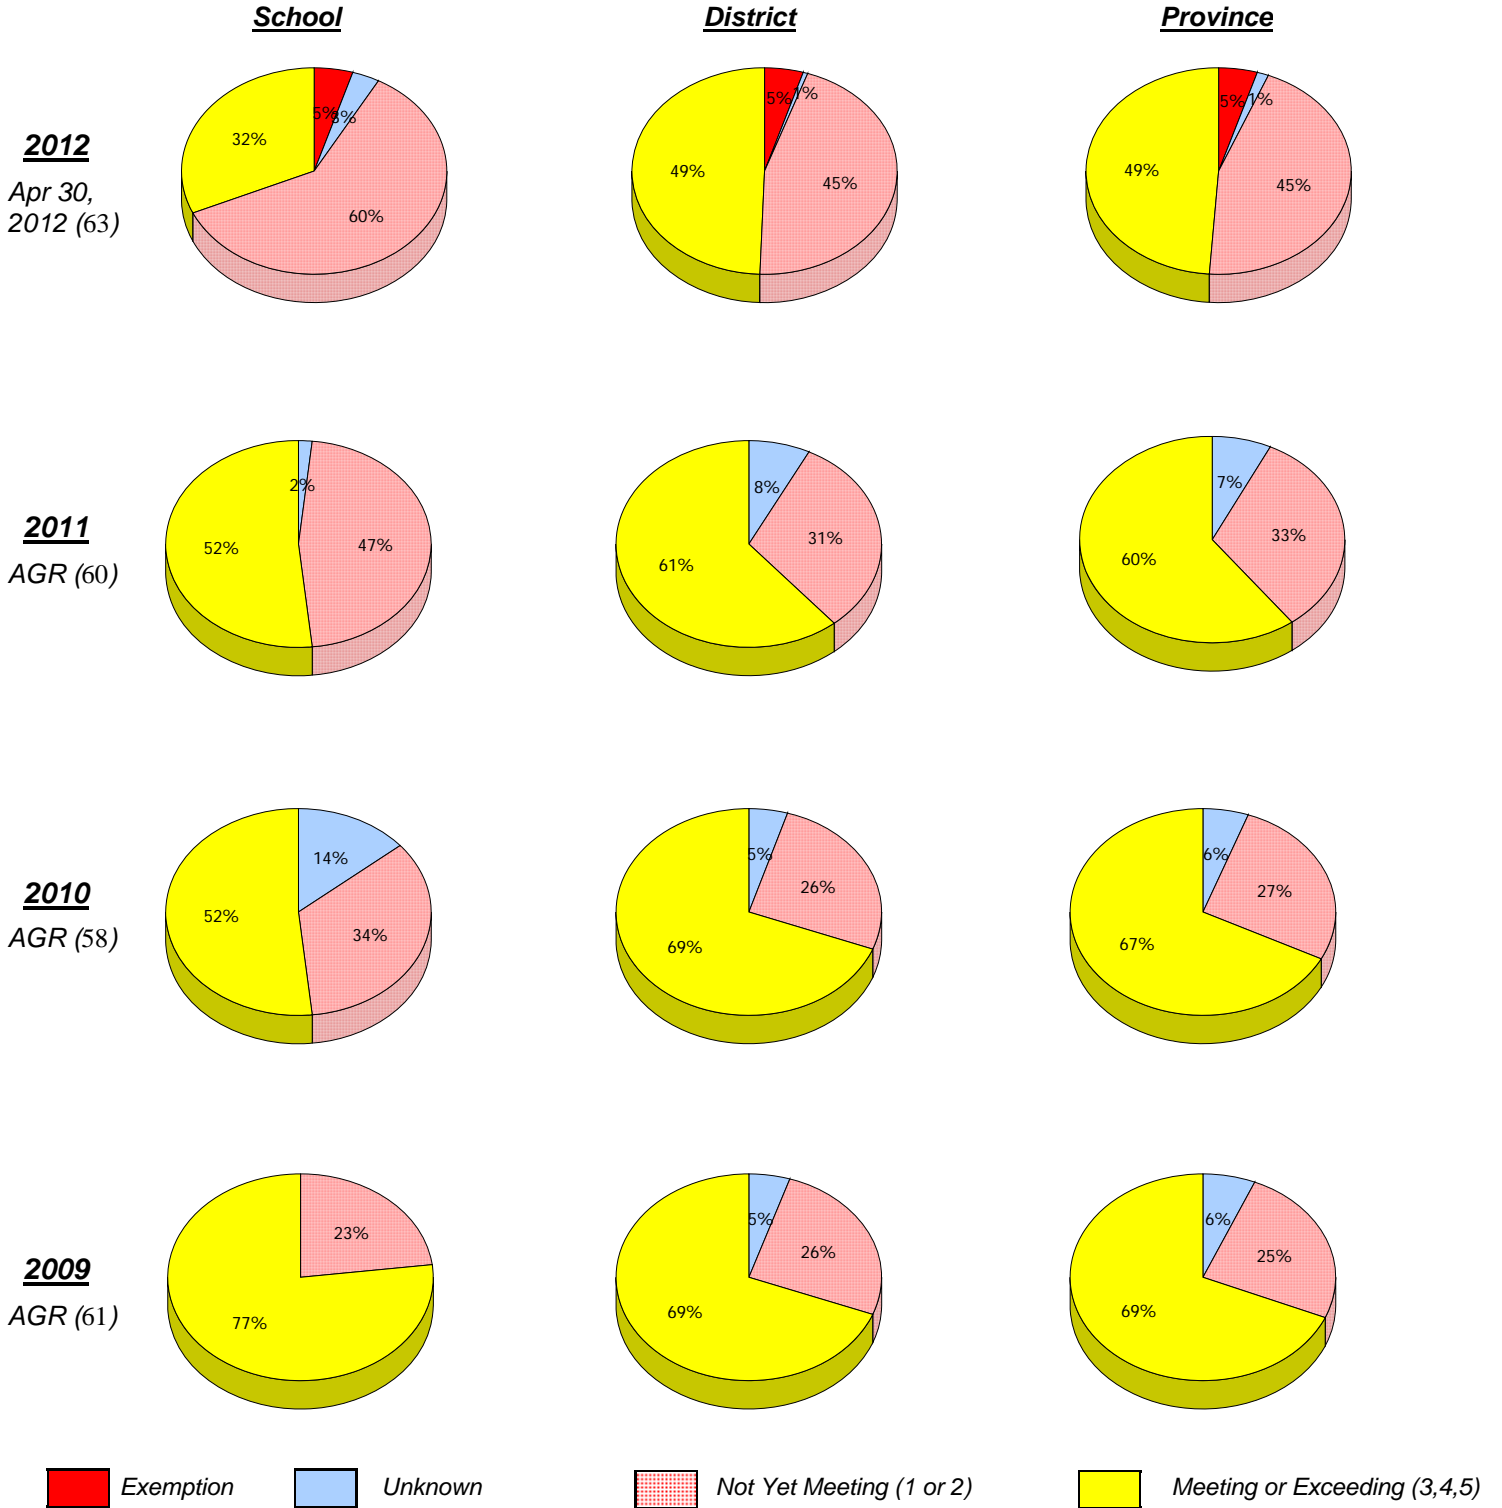 School District Province
2012
Apr 30,
2012 (63)
5% 3% 60% 32%
5% 1% 45% 49%
5% 1% 45% 49%
2011
AGR (60)
2% 47% 52%
8% 31% 61%
7% 33% 60%
2010
AGR (58)
14% 34% 52%
5% 26% 69%
6% 27% 67%
2009
AGR (61)
23% 77%
5% 26% 69%
6% 25% 69%
Exemption Unknown Not Yet Meeting (1 or 2) Meeting or Exceeding (3,4,5)